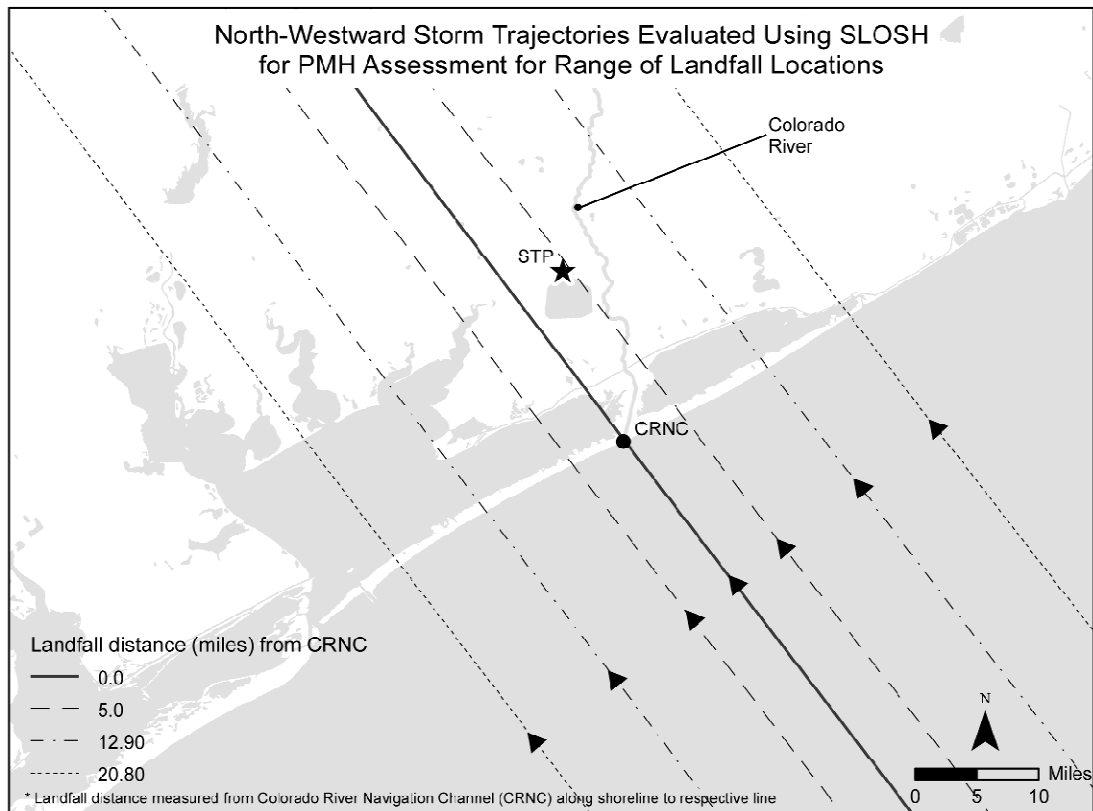 North-Westward Storm Trajectories Evaluated Using SLOSH
for PMH Assessment for Range of Landfall Locations
Colorado
River
STP
CRNC
Landfall distance (miles) from CRNC
0.0
5.0
12.90
20.80
N
Miles
0 5 10
* Landfall distance measured from Colorado River Navigation Channel (CRNC) along shoreline to respective line